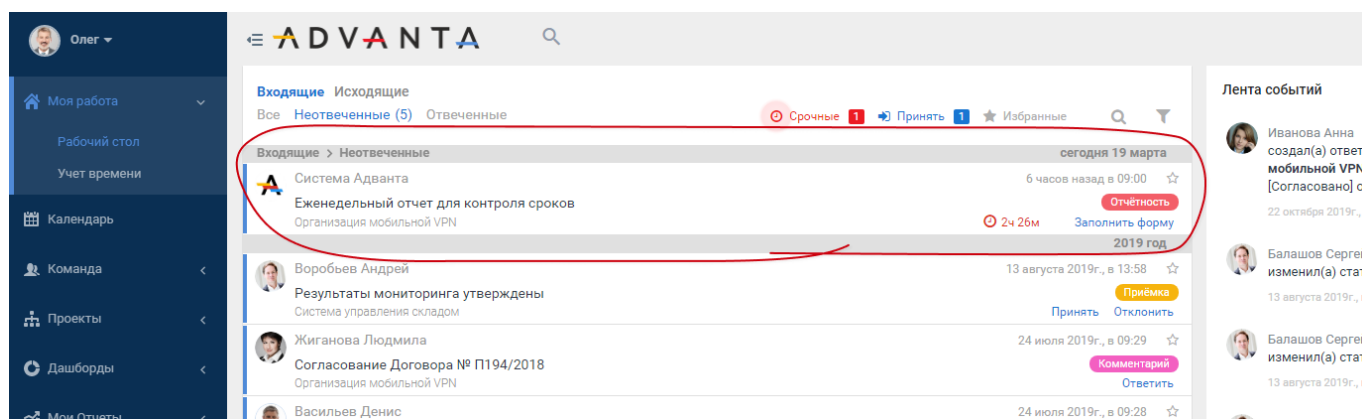 Олег
ADVANTA
Моя работа
Рабочий стол
Учет времени
Календарь
Команда
Проекты
Дашборды
Мои Отчеты
Входящие Исходящие
Все Неотвеченные (5) Отвеченные
Срочные 1 Принять 1 Избранные
Входящие > Неотвеченные сегодня 19 марта
Система Адванта 6 часов назад в 09:00
Еженедельный отчет для контроля сроков Отчётность
Организация мобильной VPN 2ч 26м Заполнить форму
2019 год
Воробьев Андрей 13 августа 2019г., в 13:58
Результаты мониторинга утверждены Приёмка
Система управления складом Принять Отклонить
Жиганова Людмила 24 июля 2019г., в 09:29
Согласование Договора № П194/2018 Комментарий
Организация мобильной VPN Ответить
Васильев Денис 24 июля 2019г., в 09:28
Лента событий
Иванова Анна
создал(а) ответ
мобильной VPN
[Согласовано] с
22 октября 2019г.,
Балашов Серге
изменил(а) стат
13 августа 2019г.,
Балашов Серге
изменил(а) стат
13 августа 2019г.,